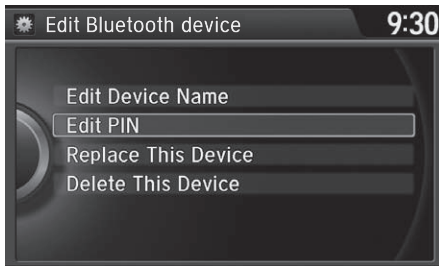 Edit Bluetooth device
9:30
Edit Device Name
Edit PIN
Replace This Device
Delete This Device